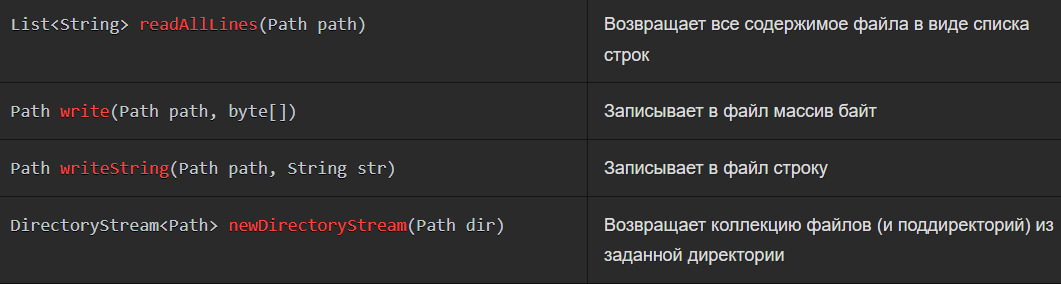 List<String> readAllLines(Path path)
Возвращает все содержимое файла в виде списка
строк
Path write(Path path, byte[])
Записывает в файл массив байт
Path writeString(Path path, String str)
Записывает в файл строку
DirectoryStream<Path> newDirectoryStream(Path dir)
Возвращает коллекцию файлов (и поддиректорий) из
заданной директории